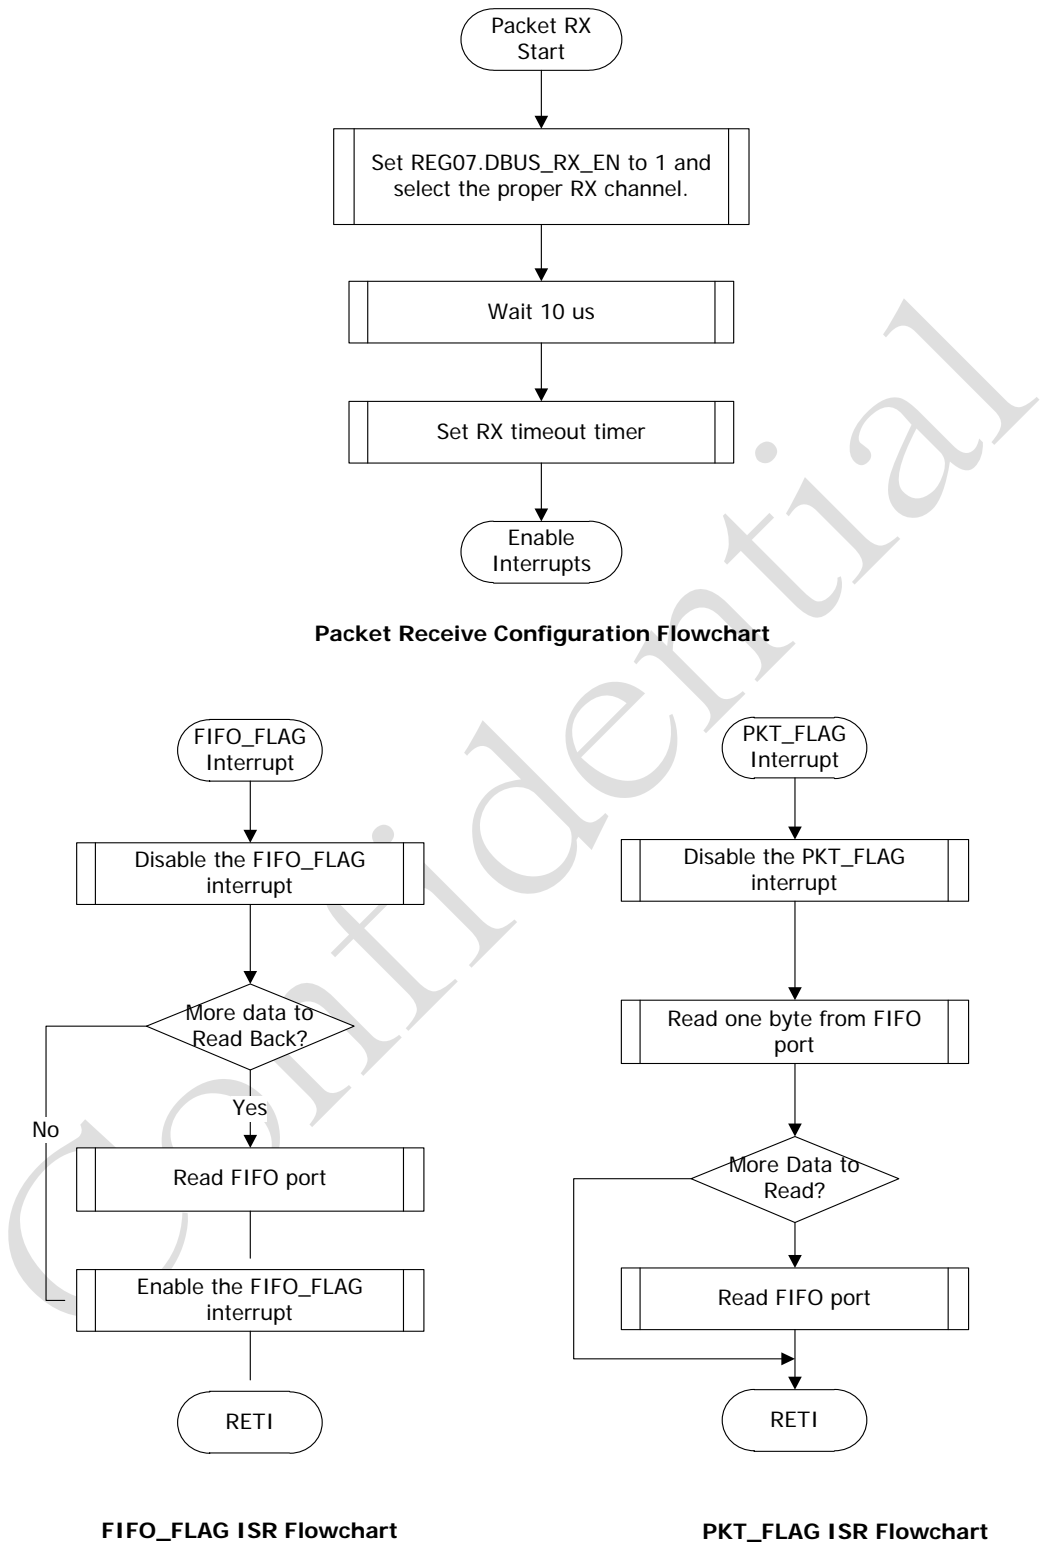 Packet RX
Start
Set REG07.DBUS_RX_EN to 1 and
select the proper RX channel.
Wait 10 us
Set RX timeout timer
Enable
Interrupts
Packet Receive Configuration Flowchart
FIFO_FLAG
Interrupt
Disable the FIFO_FLAG
interrupt
More data to
Read Back?
Yes
No
Read FIFO port
Enable the FIFO_FLAG
interrupt
RETI
FIFO_FLAG ISR Flowchart
PKT_FLAG
Interrupt
Disable the PKT_FLAG
interrupt
Read one byte from FIFO
port
More Data to
Read?
Read FIFO port
RETI
PKT_FLAG ISR Flowchart
Confidential